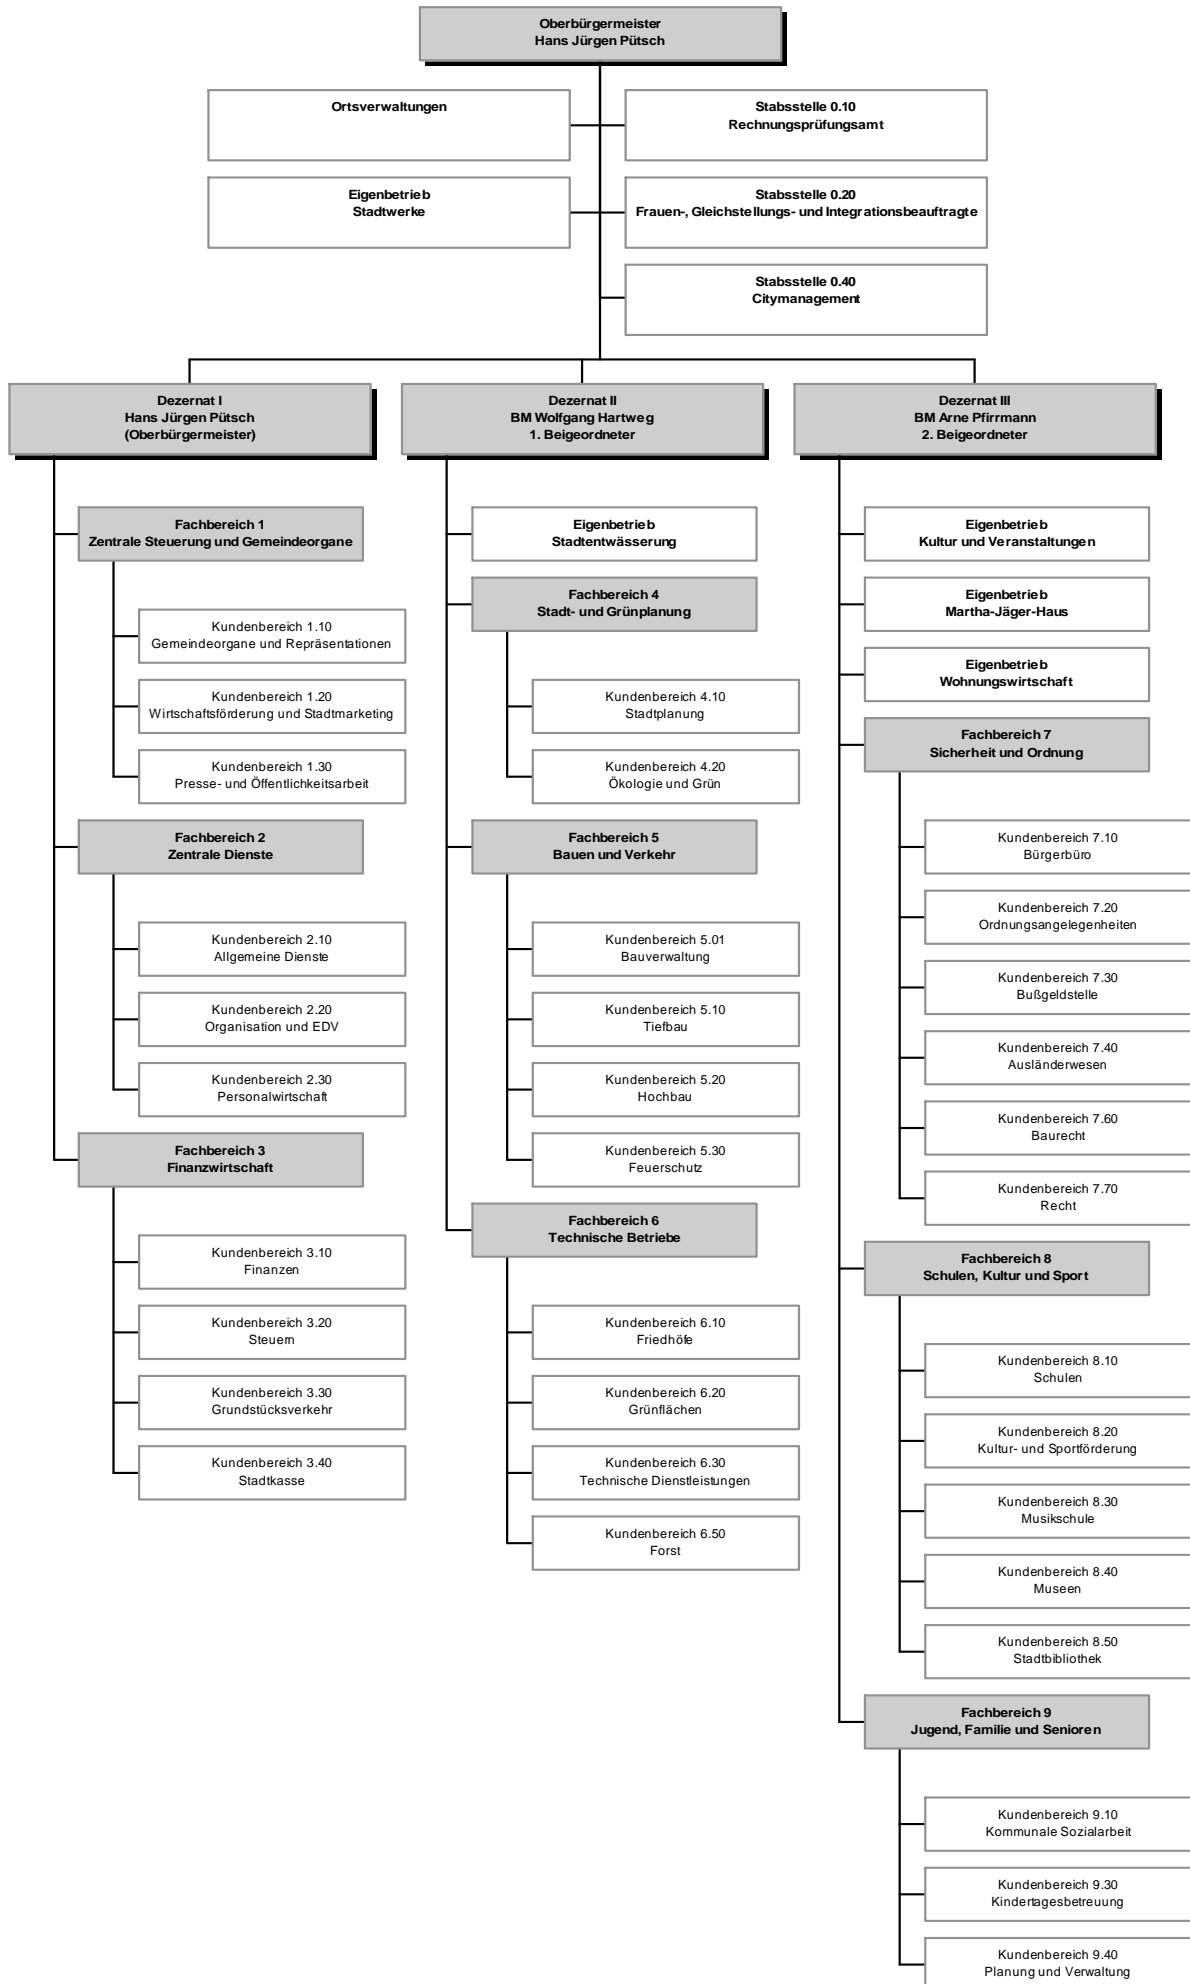 Oberbürgermeister
Hans Jürgen Pütsch
Ortsverwaltungen
Stabsstelle 0.10
Rechnungsprüfungsamt
Eigenbetrieb
Stadtwerke
Stabsstelle 0.20
Frauen-, Gleichstellungs- und Integrationsbeauftragte
Stabsstelle 0.40
Citymanagement
Dezernat I
Hans Jürgen Pütsch
(Oberbürgermeister)
Fachbereich 1
Zentrale Steuerung und Gemeindeorgane
Kundenbereich 1.10
Gemeindeorgane und Repräsentationen
Kundenbereich 1.20
Wirtschaftsförderung und Stadtmarketing
Kundenbereich 1.30
Presse- und Öffentlichkeitsarbeit
Fachbereich 2
Zentrale Dienste
Kundenbereich 2.10
Allgemeine Dienste
Kundenbereich 2.20
Organisation und EDV
Kundenbereich 2.30
Personalwirtschaft
Fachbereich 3
Finanzwirtschaft
Kundenbereich 3.10
Finanzen
Kundenbereich 3.20
Steuern
Kundenbereich 3.30
Grundstücksverkehr
Kundenbereich 3.40
Stadtkasse
Dezernat II
BM Wolfgang Hartweg
1. Beigeordneter
Eigenbetrieb
Stadtentwässerung
Fachbereich 4
Stadt- und Grünplanung
Kundenbereich 4.10
Stadtplanung
Kundenbereich 4.20
Ökologie und Grün
Fachbereich 5
Bauen und Verkehr
Kundenbereich 5.01
Bauverwaltung
Kundenbereich 5.10
Tiefbau
Kundenbereich 5.20
Hochbau
Kundenbereich 5.30
Feuerschutz
Fachbereich 6
Technische Betriebe
Kundenbereich 6.10
Friedhöfe
Kundenbereich 6.20
Grünflächen
Kundenbereich 6.30
Technische Dienstleistungen
Kundenbereich 6.50
Forst
Dezernat III
BM Arne Pfirrmann
2. Beigeordneter
Eigenbetrieb
Kultur und Veranstaltungen
Eigenbetrieb
Martha-Jäger-Haus
Eigenbetrieb
Wohnungswirtschaft
Fachbereich 7
Sicherheit und Ordnung
Kundenbereich 7.10
Bürgerbüro
Kundenbereich 7.20
Ordnungsangelegenheiten
Kundenbereich 7.30
Bußgeldstelle
Kundenbereich 7.40
Ausländerwesen
Kundenbereich 7.60
Baurecht
Kundenbereich 7.70
Recht
Fachbereich 8
Schulen, Kultur und Sport
Kundenbereich 8.10
Schulen
Kundenbereich 8.20
Kultur- und Sportförderung
Kundenbereich 8.30
Musikschule
Kundenbereich 8.40
Museen
Kundenbereich 8.50
Stadtbibliothek
Fachbereich 9
Jugend, Familie und Senioren
Kundenbereich 9.10
Kommunale Sozialarbeit
Kundenbereich 9.30
Kindertagesbetreuung
Kundenbereich 9.40
Planung und Verwaltung